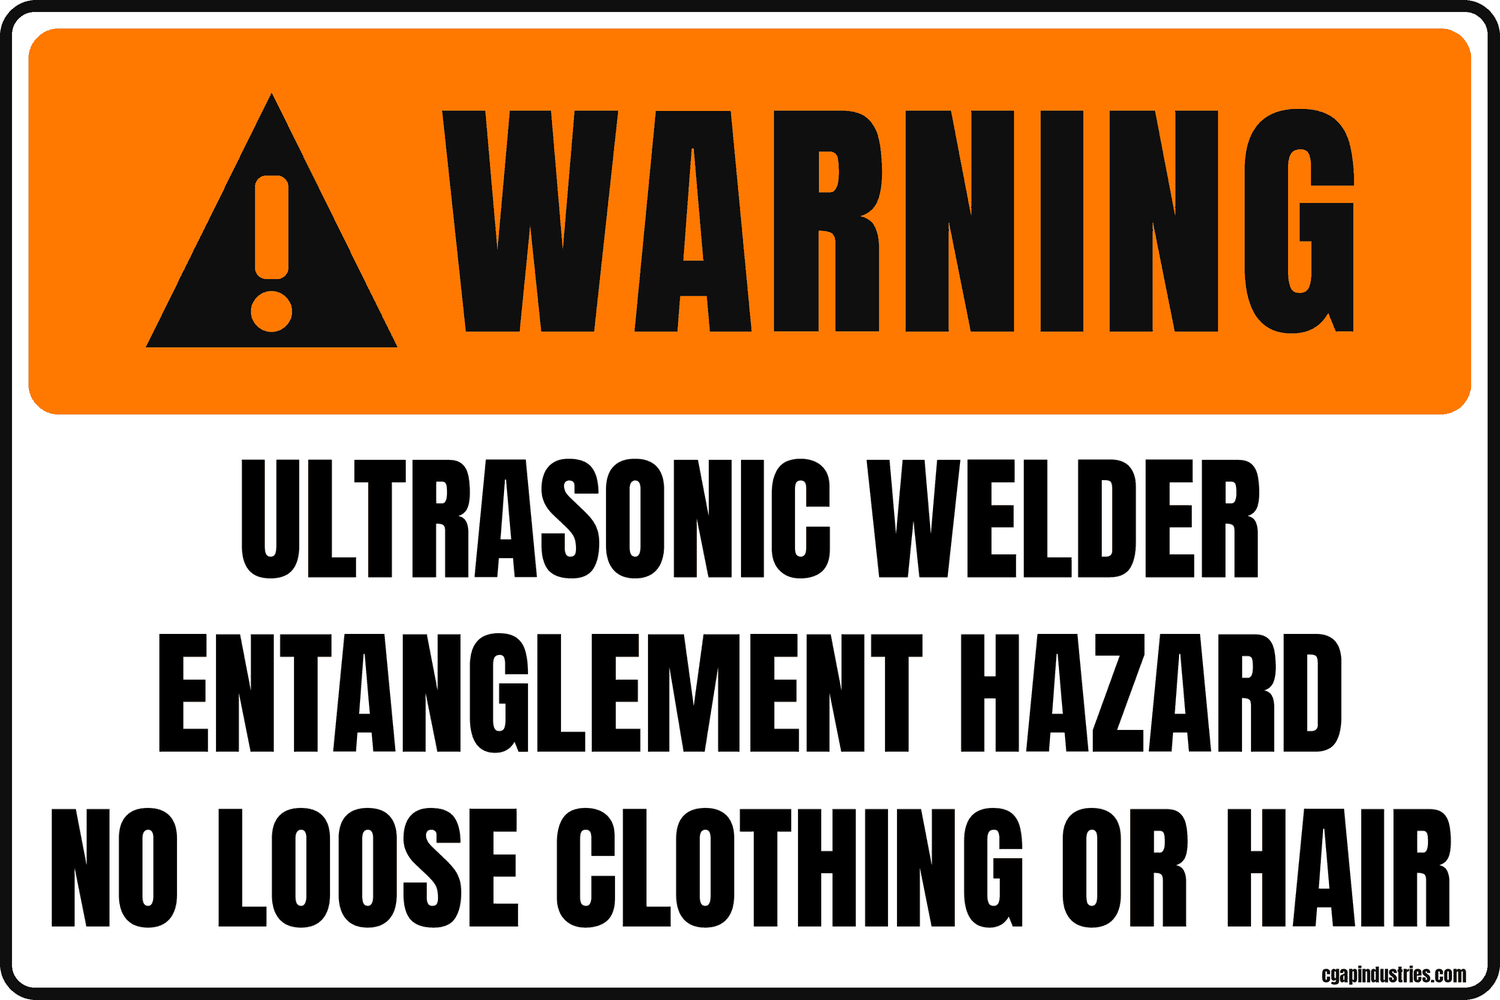 WARNING
ULTRASONIC WELDER
ENTANGLEMENT HAZARD
NO LOOSE CLOTHING OR HAIR
cgapindustries.com